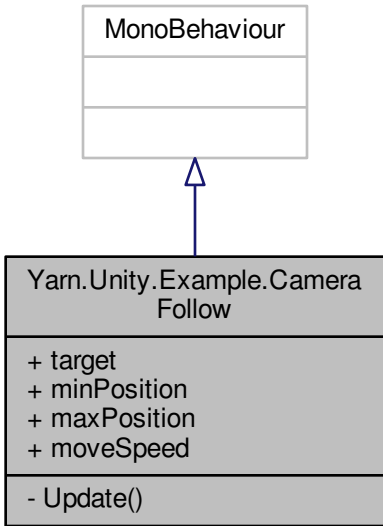 MonoBehaviour
Yarn.Unity.Example.Camera
Follow
+ target
+ minPosition
+ maxPosition
+ moveSpeed
- Update()